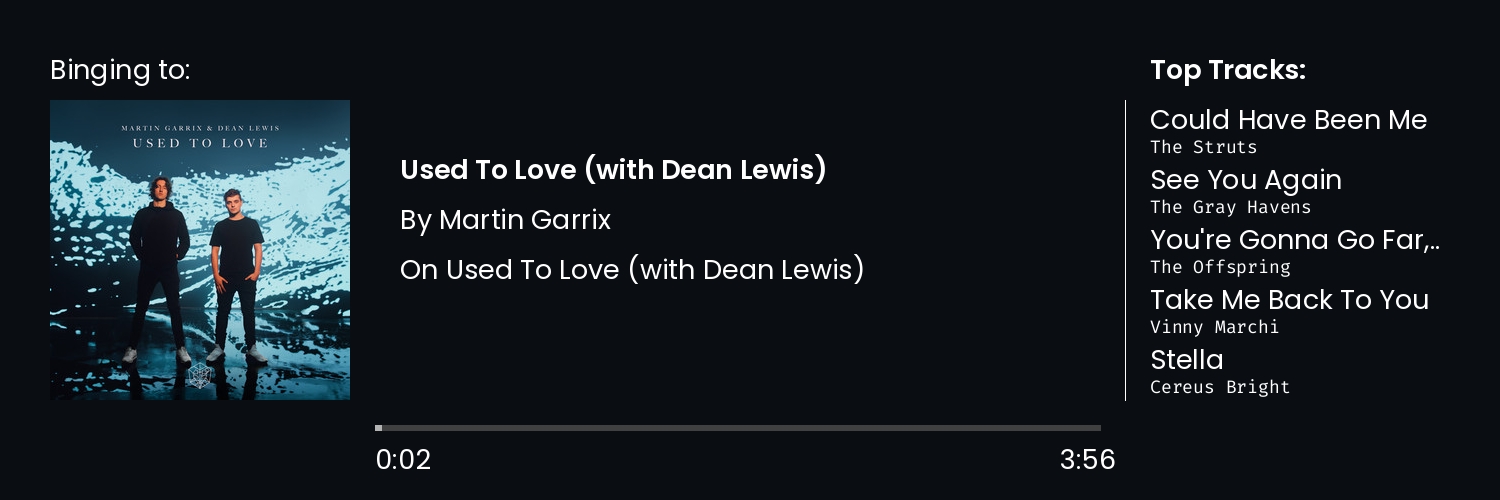 Binging to:
MARTIN GARRIX & DEAN LEWIS
USED TO LOVE
Used To Love (with Dean Lewis)
By Martin Garrix
On Used To Love (with Dean Lewis)
0:02
3:56
Top Tracks:
Could Have Been Me
The Struts
See You Again
The Gray Havens
You're Gonna Go Far,..
The Offspring
Take Me Back To You
Vinny Marchi
Stella
Cereus Bright